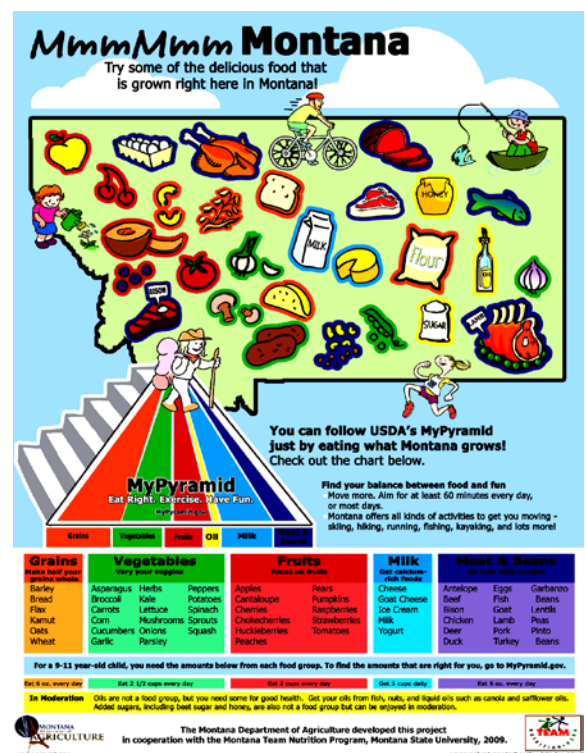 MmmMmm Montana
Try some of the delicious food that
is grown right here in Montana!
HONEY
MILK
Flour
BISON
SUGAR
LAMB
You can follow USDA's MyPyramid
just by eating what Montana grows!
Check out the chart below.
MyPyramid
Eat Right. Exercise. Have Fun.
MyPyramid.gov
Find your balance between food and fun
Move more. Aim for at least 60 minutes every day,
or most days.
Montana offers all kinds of activities to get you moving -
skiing, hiking, running, fishing, kayaking, and lots more!
Grains Vegetables Fruits Oil Milk Meat & Beans
Grains
Make half your
grains whole
Barley
Bread
Flax
Kamut
Oats
Wheat
Vegetables
Vary your veggies
Asparagus Herbs Peppers
Broccoli Kale Potatoes
Carrots Lettuce Spinach
Corn Mushrooms Sprouts
Cucumbers Onions Squash
Garlic Parsley
Fruits
Focus on fruits
Apples Pears
Cantaloupe Pumpkins
Cherries Raspberries
Chokecherries Strawberries
Huckleberries Tomatoes
Peaches
Milk
Get calcium-
rich foods
Cheese
Goat Cheese
Ice Cream
Milk
Yogurt
Meat & Beans
Antelope Eggs Garbanzo
Beef Fish Beans
Bison Goat Lentils
Chicken Lamb Peas
Deer Pork Pinto
Duck Turkey Beans
For a 9-11 year-old child, you need the amounts below from each food group. To find the amounts that are right for you, go to MyPyramid.gov.
Eat 6 oz. every day Eat 2 1/2 cups every day Eat 2 cups every day Get 3 cups daily Eat 5 oz. every day
In Moderation Oils are not a food group, but you need some for good health. Get your oils from fish, nuts, and liquid oils such as canola and safflower oils.
Added sugars, including beet sugar and honey, are also not a food group but can be enjoyed in moderation.
MONTANA
AGRICULTURE
The Montana Department of Agriculture developed this project
in cooperation with the Montana Team Nutrition Program, Montana State University, 2009.
TEAM